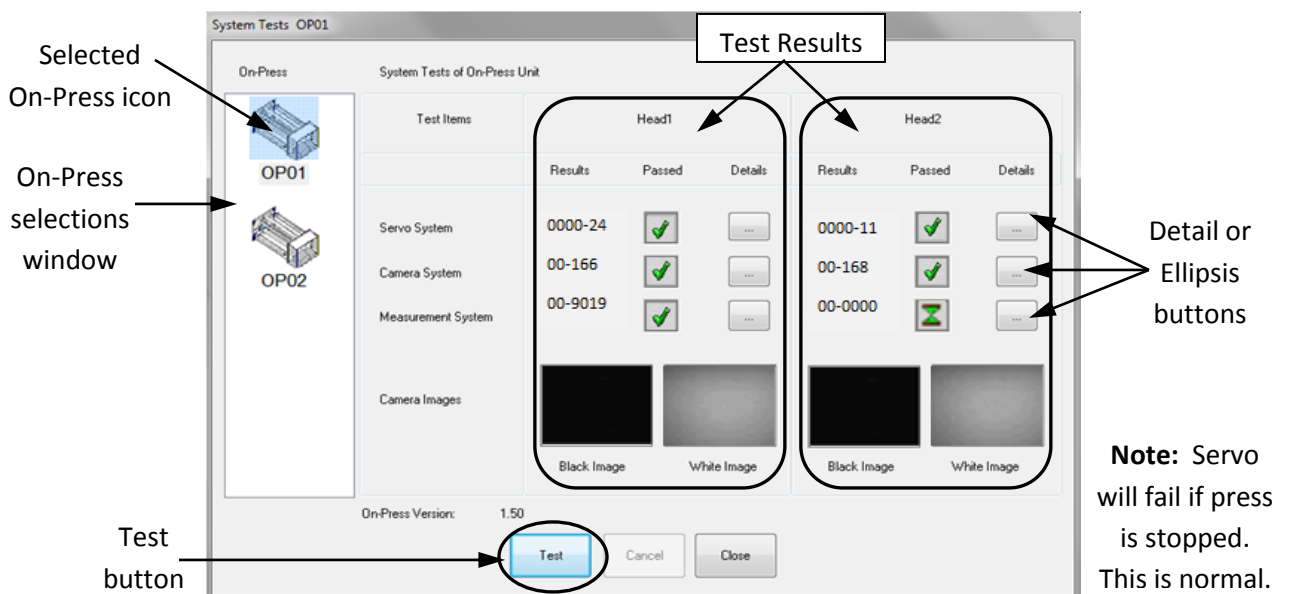 System Tests OP01
Selected
On-Press icon
On-Press
selections
window
Test
button
On-Press
OP01
OP02
System Tests of On-Press Unit
Test Results
Test Items
Head1
Head2
Results Passed Details
Results Passed Details
Servo System
0000-24
...
0000-11
...
Camera System
00-166
...
00-168
...
Measurement System
00-9019
...
00-0000
...
Camera Images
Black Image
White Image
Black Image
White Image
On-Press Version: 1.50
Test
Cancel
Close
Detail or
Ellipsis
buttons
Note: Servo
will fail if press
is stopped.
This is normal.